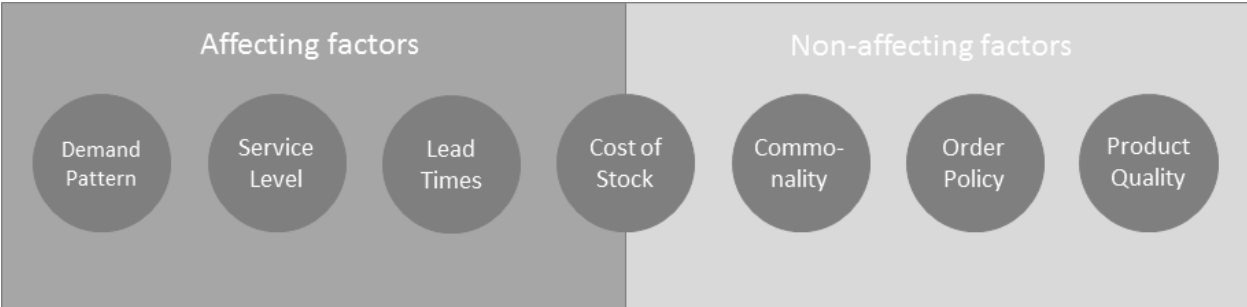 Affecting factors
Non-affecting factors
Demand
Pattern
Service
Level
Lead
Times
Cost of
Stock
Commo-
nality
Order
Policy
Product
Quality